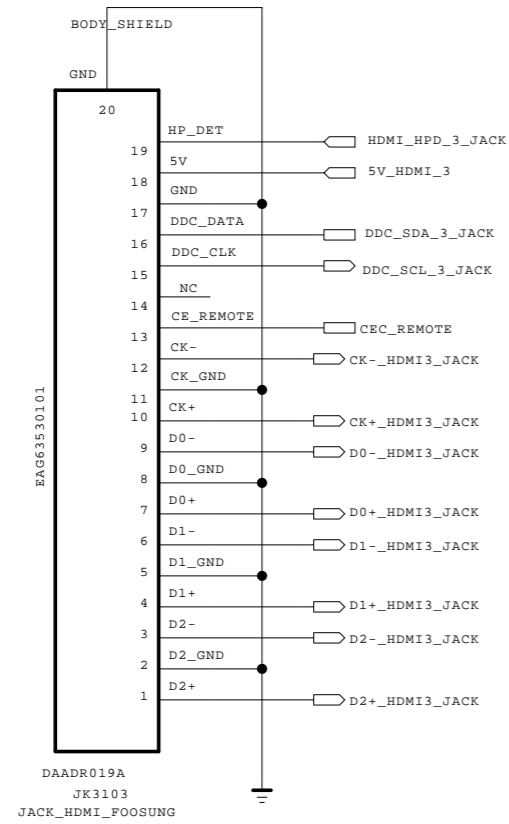 BODY_SHIELD
GND
20
HP_DET
19
HDMI_HPD_3_JACK
5V
18
5V_HDMI_3
GND
17
DDC_DATA
16
DDC_SDA_3_JACK
DDC_CLK
15
DDC_SCL_3_JACK
NC
14
CE_REMOTE
13
CEC_REMOTE
CK-
12
CK-_HDMI3_JACK
CK_GND
11
CK+
10
CK+_HDMI3_JACK
D0-
9
D0-_HDMI3_JACK
D0_GND
8
D0+
7
D0+_HDMI3_JACK
D1-
6
D1-_HDMI3_JACK
D1_GND
5
D1+
4
D1+_HDMI3_JACK
D2-
3
D2-_HDMI3_JACK
D2_GND
2
D2+
1
D2+_HDMI3_JACK
EAG63530101
DAADR019A
JK3103
JACK_HDMI_FOOSUNG